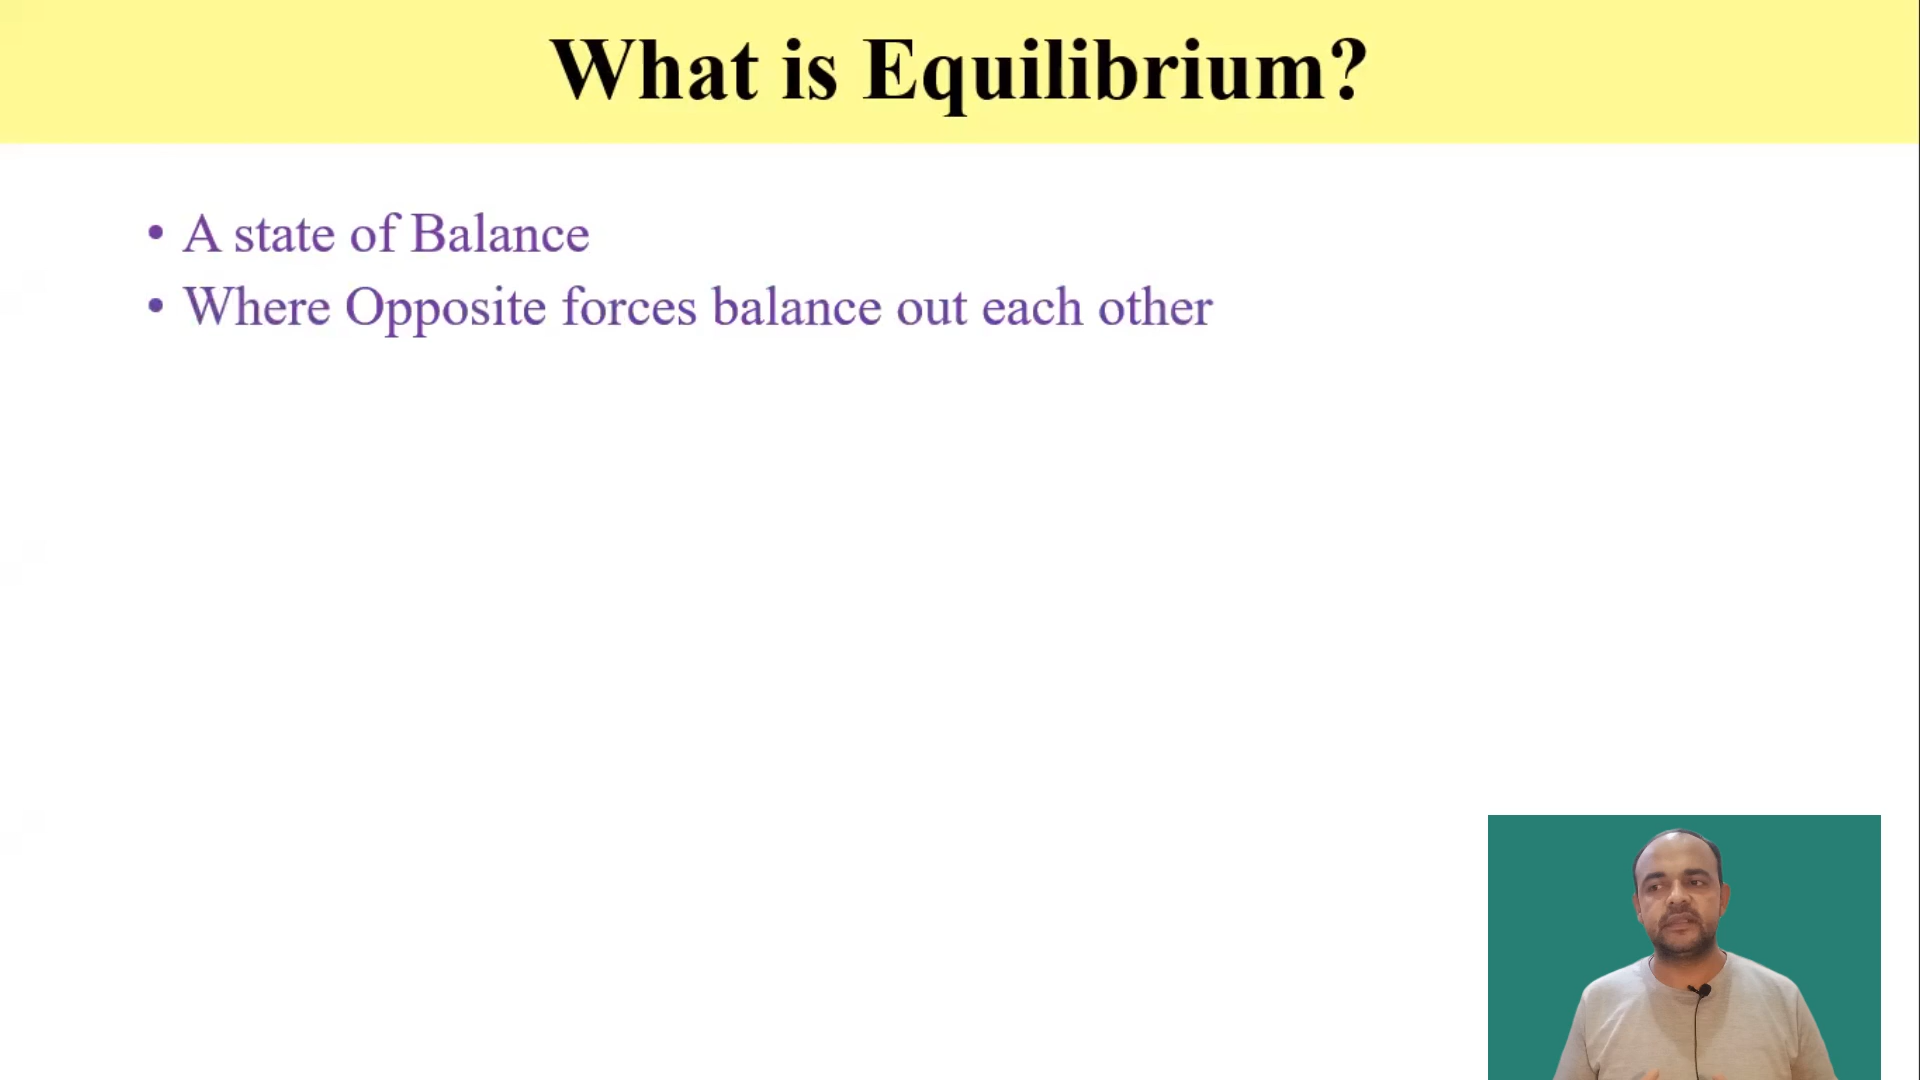 What is Equilibrium?
• A state of Balance
• Where Opposite forces balance out each other